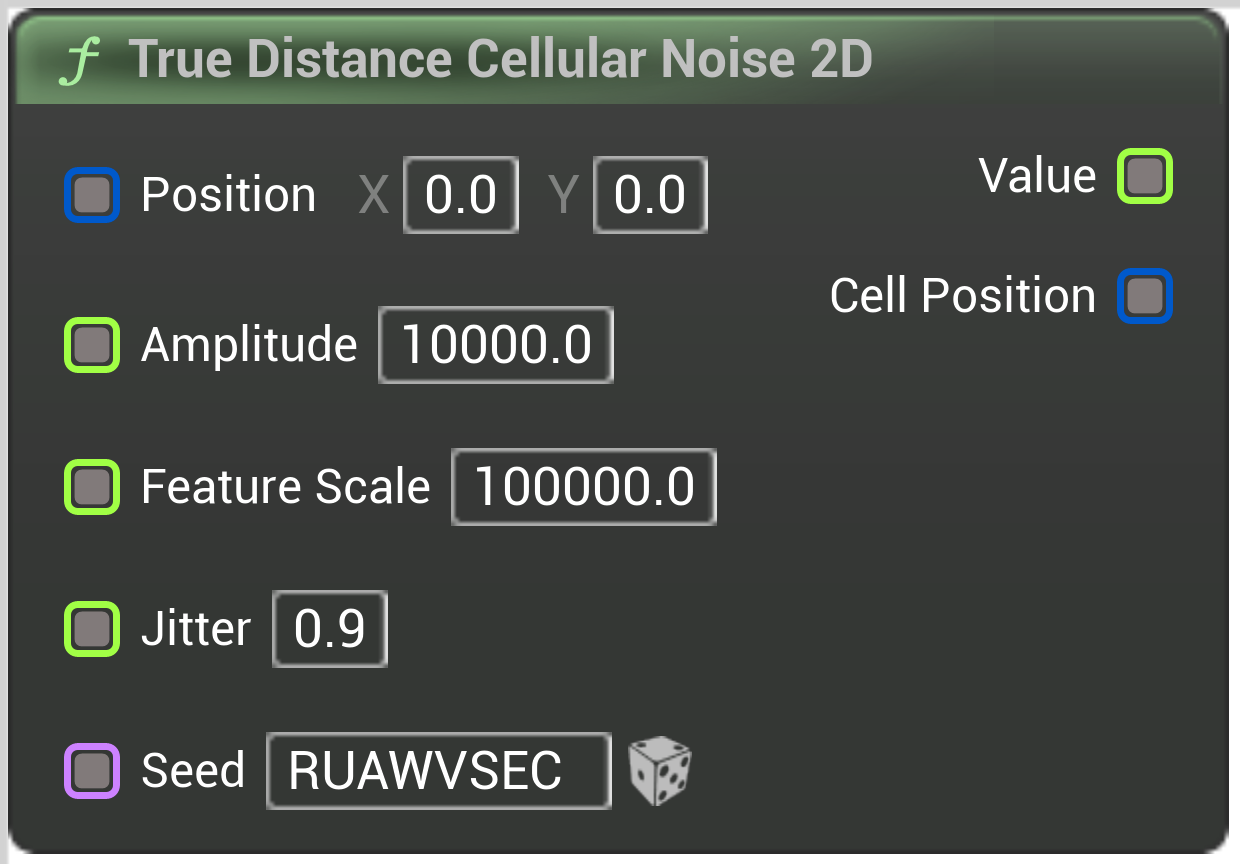 f True Distance Cellular Noise 2D
Position X 0.0 Y 0.0
Value
Cell Position
Amplitude 10000.0
Feature Scale 100000.0
Jitter 0.9
Seed RUAWVSEC